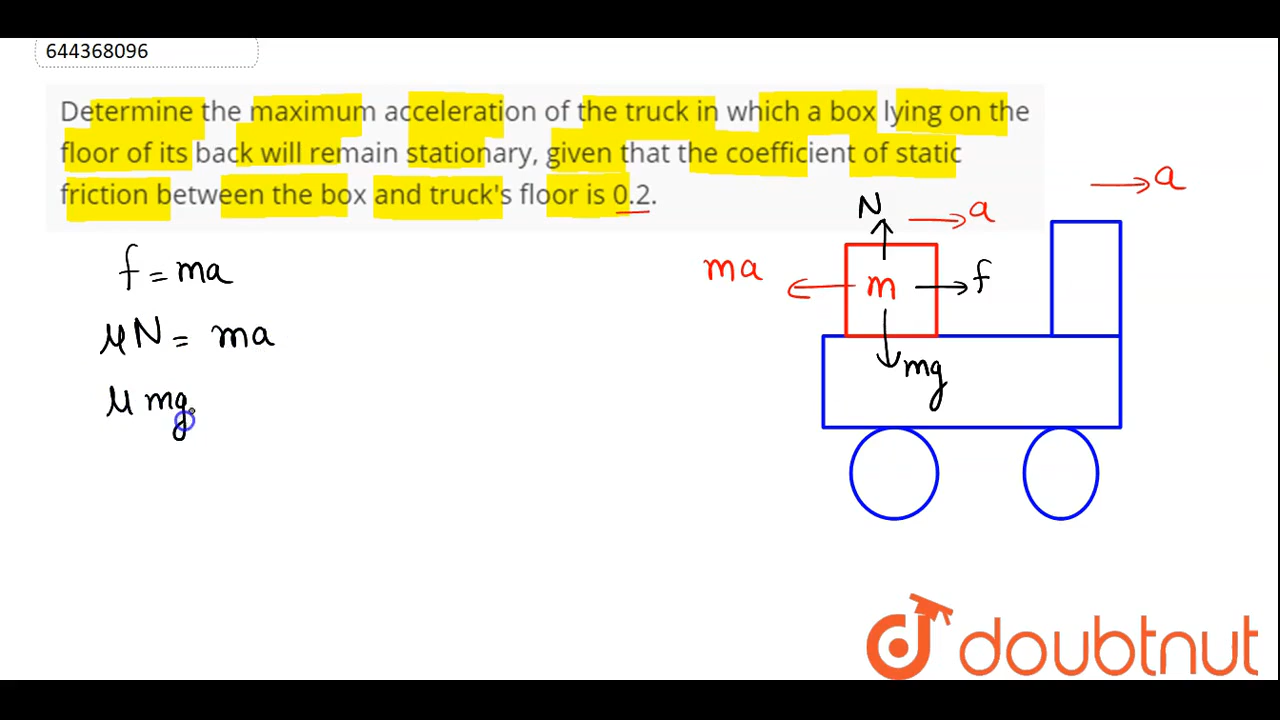 644368096
Determine the maximum acceleration of the truck in which a box lying on the
floor of its back will remain stationary, given that the coefficient of static
friction between the box and truck's floor is 0.2.
a
N
a
f = ma
ma
m
f
μN = ma
mg
μ mg
doubtnut